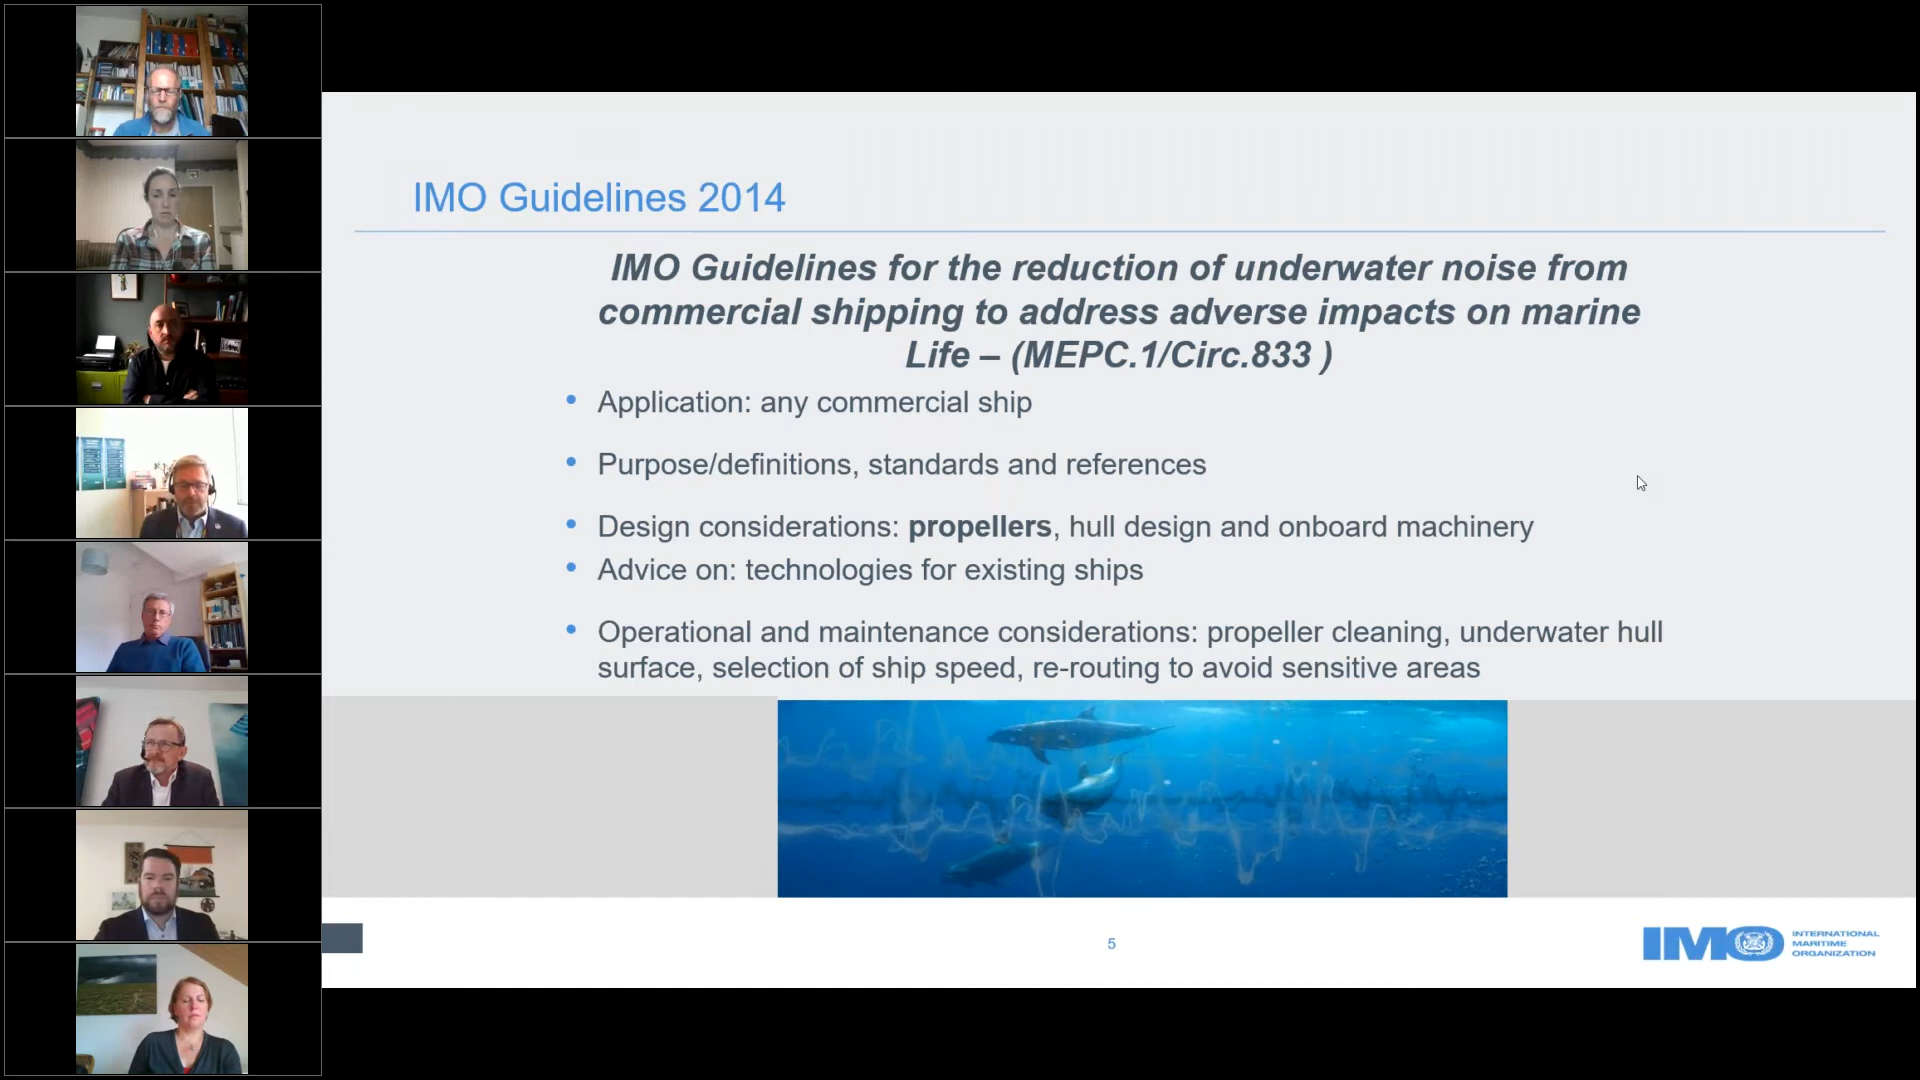 IMO Guidelines 2014
IMO Guidelines for the reduction of underwater noise from
commercial shipping to address adverse impacts on marine
Life – (MEPC.1/Circ.833 )
• Application: any commercial ship
• Purpose/definitions, standards and references
• Design considerations: propellers, hull design and onboard machinery
• Advice on: technologies for existing ships
• Operational and maintenance considerations: propeller cleaning, underwater hull
surface, selection of ship speed, re-routing to avoid sensitive areas
5
IMO
INTERNATIONAL
MARITIME
ORGANIZATION